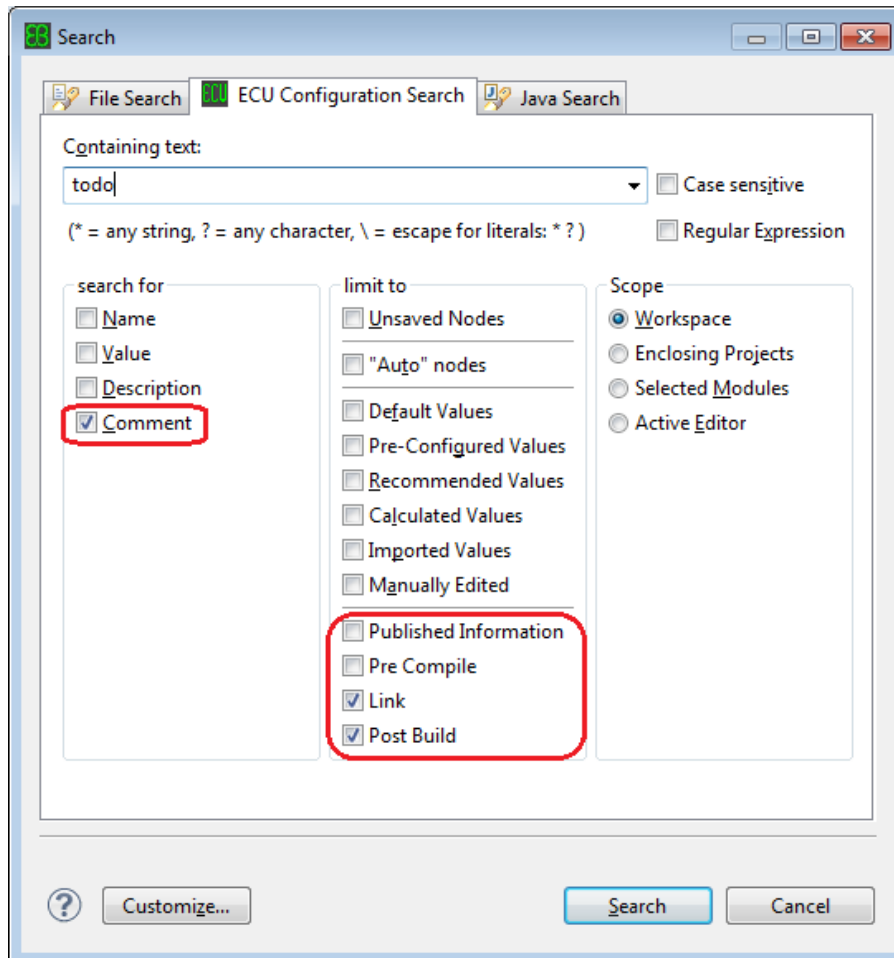 EB Search
File Search
ECU ECU Configuration Search
Java Search
Containing text:
todo
Case sensitive
(* = any string, ? = any character, \ = escape for literals: * ? )
Regular Expression
search for
Name
Value
Description
Comment
limit to
Unsaved Nodes
"Auto" nodes
Default Values
Pre-Configured Values
Recommended Values
Calculated Values
Imported Values
Manually Edited
Published Information
Pre Compile
Link
Post Build
Scope
Workspace
Enclosing Projects
Selected Modules
Active Editor
?
Customize...
Search
Cancel